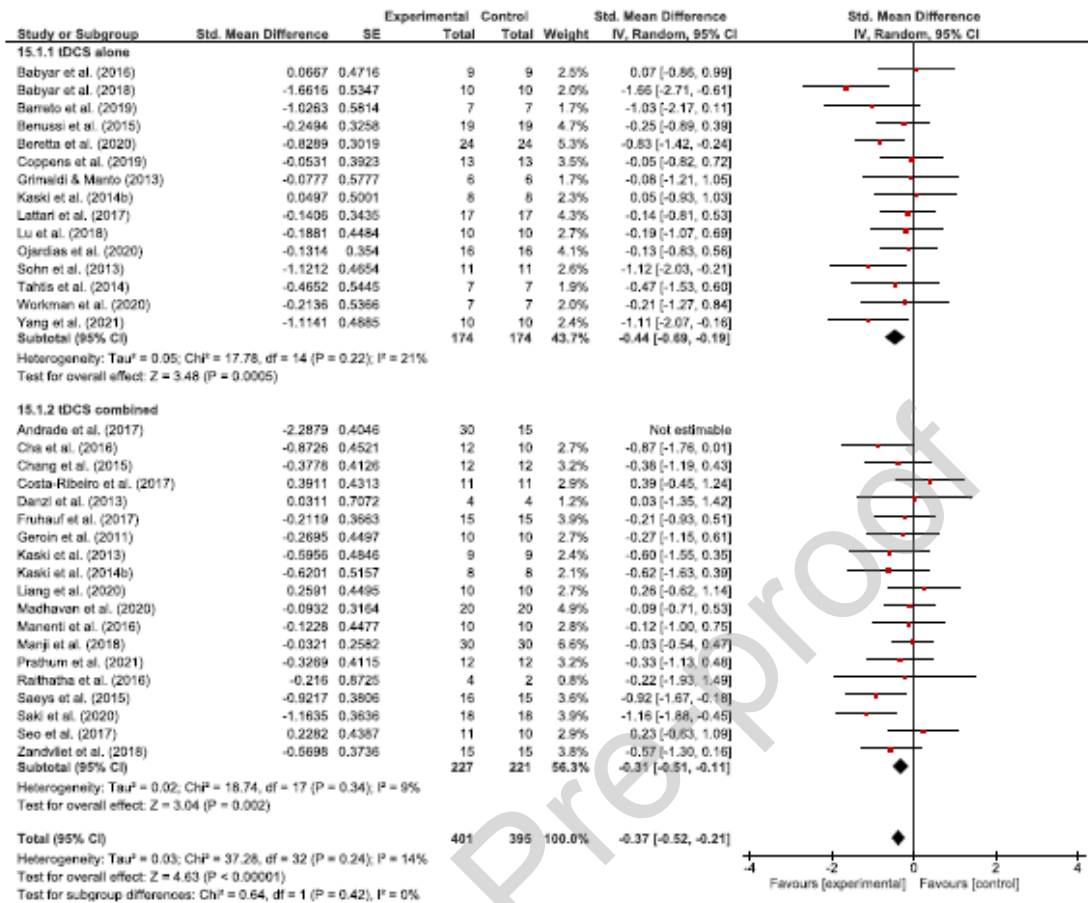 Experimental Control Std. Mean Difference Std. Mean Difference
Study or Subgroup Std. Mean Difference SE Total Total Weight IV, Random, 95% CI IV, Random, 95% CI
15.1.1 tDCS alone
Babyar et al. (2016) 0.0667 0.4716 9 9 2.5% 0.07 [-0.86, 0.99]
Babyar et al. (2018) -1.6616 0.5347 10 10 2.0% -1.66 [-2.71, -0.61]
Barreto et al. (2019) -1.0263 0.5814 7 7 1.7% -1.03 [-2.17, 0.11]
Benussi et al. (2015) -0.2494 0.3258 19 19 4.7% -0.25 [-0.89, 0.39]
Beretta et al. (2020) -0.8289 0.3019 24 24 5.3% -0.83 [-1.42, -0.24]
Coppens et al. (2019) -0.0531 0.3923 13 13 3.5% -0.05 [-0.82, 0.72]
Grimaldi & Manto (2013) -0.0777 0.5777 6 6 1.7% -0.08 [-1.21, 1.05]
Kaski et al. (2014b) 0.0497 0.5001 8 8 2.2% 0.05 [-0.93, 1.03]
Lattari et al. (2017) -0.1406 0.3435 17 17 4.3% -0.14 [-0.81, 0.53]
Lu et al. (2018) -0.1881 0.4484 10 10 2.7% -0.19 [-1.07, 0.69]
Ojardias et al. (2020) -0.1314 0.354 16 16 4.1% -0.13 [-0.83, 0.56]
Sohn et al. (2013) -1.1212 0.4654 11 11 2.6% -1.12 [-2.03, -0.21]
Tahtis et al. (2014) -0.4652 0.5445 7 7 1.9% -0.47 [-1.53, 0.60]
Workman et al. (2020) -0.2136 0.5366 7 7 2.0% -0.21 [-1.27, 0.84]
Yang et al. (2021) -1.1141 0.4885 10 10 2.4% -1.11 [-2.07, -0.16]
Subtotal (95% CI) 174 174 43.7% -0.44 [-0.69, -0.19]
Heterogeneity: Tau² = 0.05; Chi² = 17.78, df = 14 (P = 0.22); I² = 21%
Test for overall effect: Z = 3.48 (P = 0.0005)
15.1.2 tDCS combined
Andrade et al. (2017) -2.2879 0.4046 30 15 Not estimable
Cha et al. (2016) -0.8726 0.4521 12 10 2.7% -0.87 [-1.76, 0.01]
Chang et al. (2015) -0.3778 0.4126 12 12 3.2% -0.38 [-1.19, 0.43]
Costa-Ribeiro et al. (2017) 0.3911 0.4313 11 11 2.9% 0.39 [-0.45, 1.24]
Danzl et al. (2013) 0.0311 0.7072 4 4 1.2% 0.03 [-1.35, 1.42]
Fruhauf et al. (2017) -0.2119 0.3663 15 15 3.9% -0.21 [-0.93, 0.51]
Geroin et al. (2011) -0.2695 0.4497 10 10 2.7% -0.27 [-1.15, 0.61]
Kaski et al. (2013) -0.5956 0.4846 9 9 2.4% -0.60 [-1.55, 0.35]
Kaski et al. (2014b) -0.6201 0.5157 8 8 2.1% -0.62 [-1.63, 0.39]
Liang et al. (2020) 0.2591 0.4495 10 10 2.7% 0.26 [-0.62, 1.14]
Madhavan et al. (2020) -0.0932 0.3164 20 20 4.9% -0.09 [-0.71, 0.53]
Manenti et al. (2016) -0.1228 0.4477 10 10 2.8% -0.12 [-1.00, 0.75]
Manji et al. (2018) -0.0321 0.2582 30 30 6.6% -0.03 [-0.54, 0.47]
Prathum et al. (2021) -0.3269 0.4115 12 12 3.2% -0.33 [-1.13, 0.48]
Raithatha et al. (2016) -0.216 0.8725 4 2 0.8% -0.22 [-1.93, 1.49]
Saeys et al. (2015) -0.9217 0.3806 16 15 3.6% -0.92 [-1.67, -0.18]
Saki et al. (2020) -1.1635 0.3636 18 18 3.9% -1.16 [-1.88, -0.45]
Seo et al. (2017) 0.2282 0.4387 11 10 2.9% 0.23 [-0.63, 1.09]
Zandvliet et al. (2018) -0.5698 0.3736 15 15 3.8% -0.57 [-1.30, 0.16]
Subtotal (95% CI) 227 221 56.3% -0.31 [-0.51, -0.11]
Heterogeneity: Tau² = 0.02; Chi² = 18.74, df = 17 (P = 0.34); I² = 9%
Test for overall effect: Z = 3.04 (P = 0.002)
Total (95% CI) 401 395 100.0% -0.37 [-0.52, -0.21]
Heterogeneity: Tau² = 0.03; Chi² = 37.28, df = 32 (P = 0.24); I² = 14%
Test for overall effect: Z = 4.63 (P < 0.00001)
Test for subgroup differences: Chi² = 0.64, df = 1 (P = 0.42), I² = 0%
-4 -2 0 2 4
Favours [experimental] Favours [control]
Pre-proof